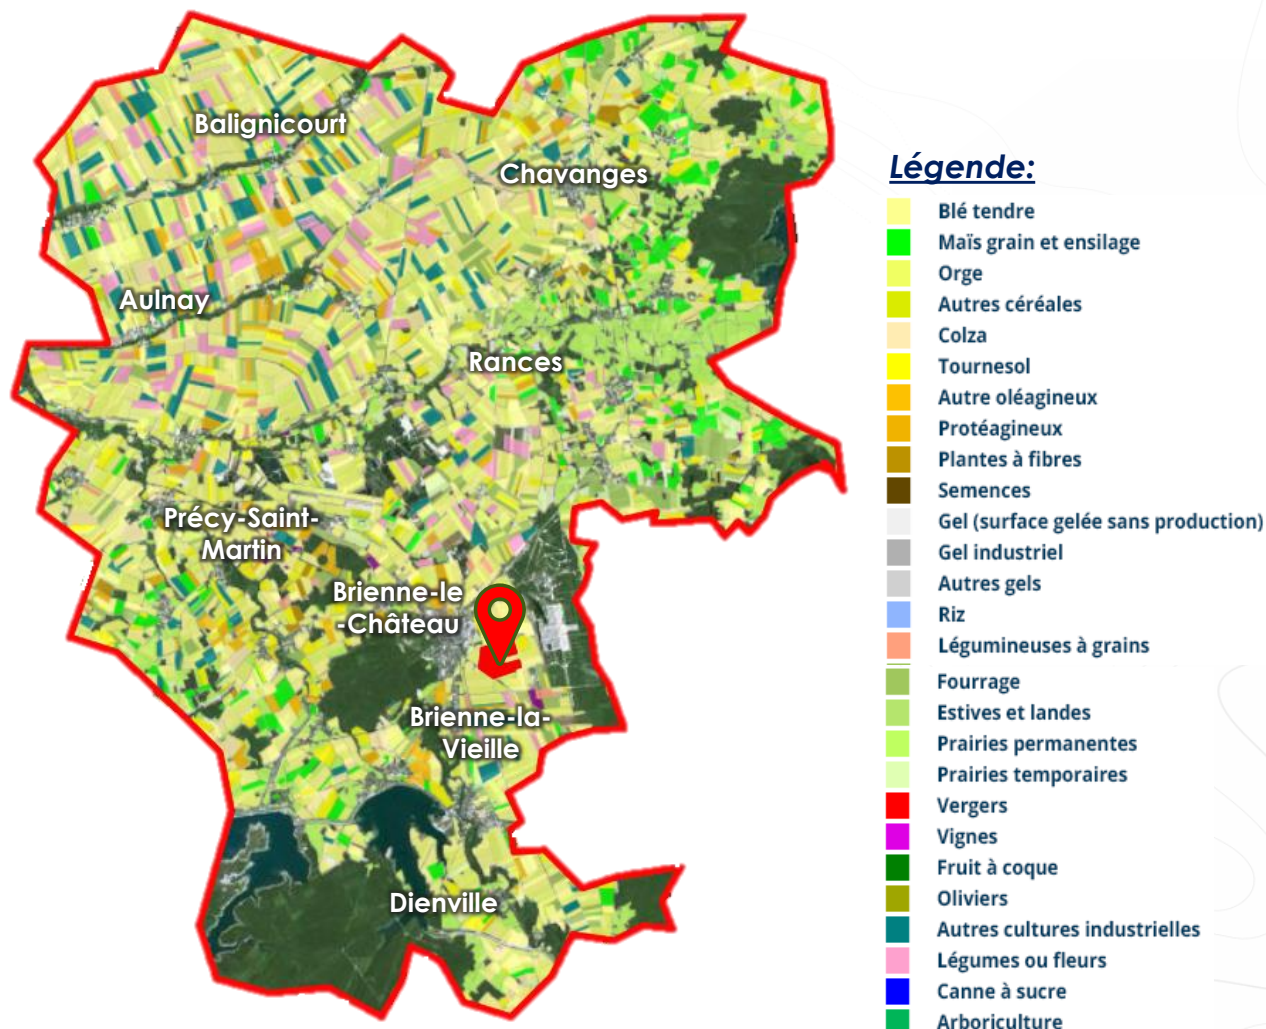 Balignicourt
Chavanges
Aulnay
Rances
Précy-Saint-
Martin
Brienne-le
-Château
Brienne-la-
Vieille
Dienville
Légende:
Blé tendre
Maïs grain et ensilage
Orge
Autres céréales
Colza
Tournesol
Autre oléagineux
Protéagineux
Plantes à fibres
Semences
Gel (surface gelée sans production)
Gel industriel
Autres gels
Riz
Légumineuses à grains
Fourrage
Estives et landes
Prairies permanentes
Prairies temporaires
Vergers
Vignes
Fruit à coque
Oliviers
Autres cultures industrielles
Légumes ou fleurs
Canne à sucre
Arboriculture